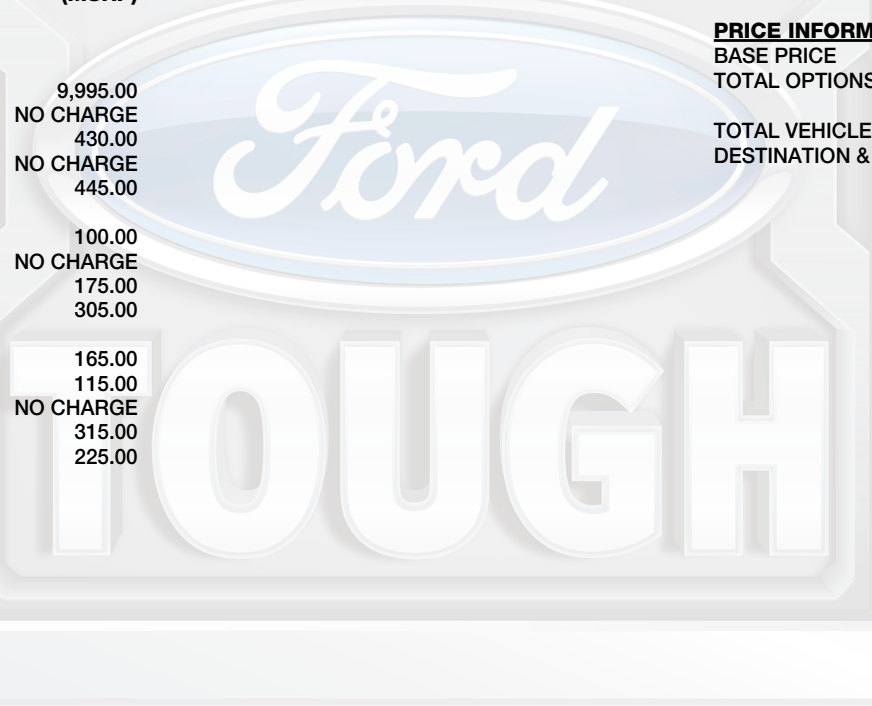 (MSRP)
9,995.00
NO CHARGE
430.00
NO CHARGE
445.00
100.00
NO CHARGE
175.00
305.00
165.00
115.00
NO CHARGE
315.00
225.00
PRICE INFORM
BASE PRICE
TOTAL OPTIONS
TOTAL VEHICLE
DESTINATION &
Ford
TOUGH